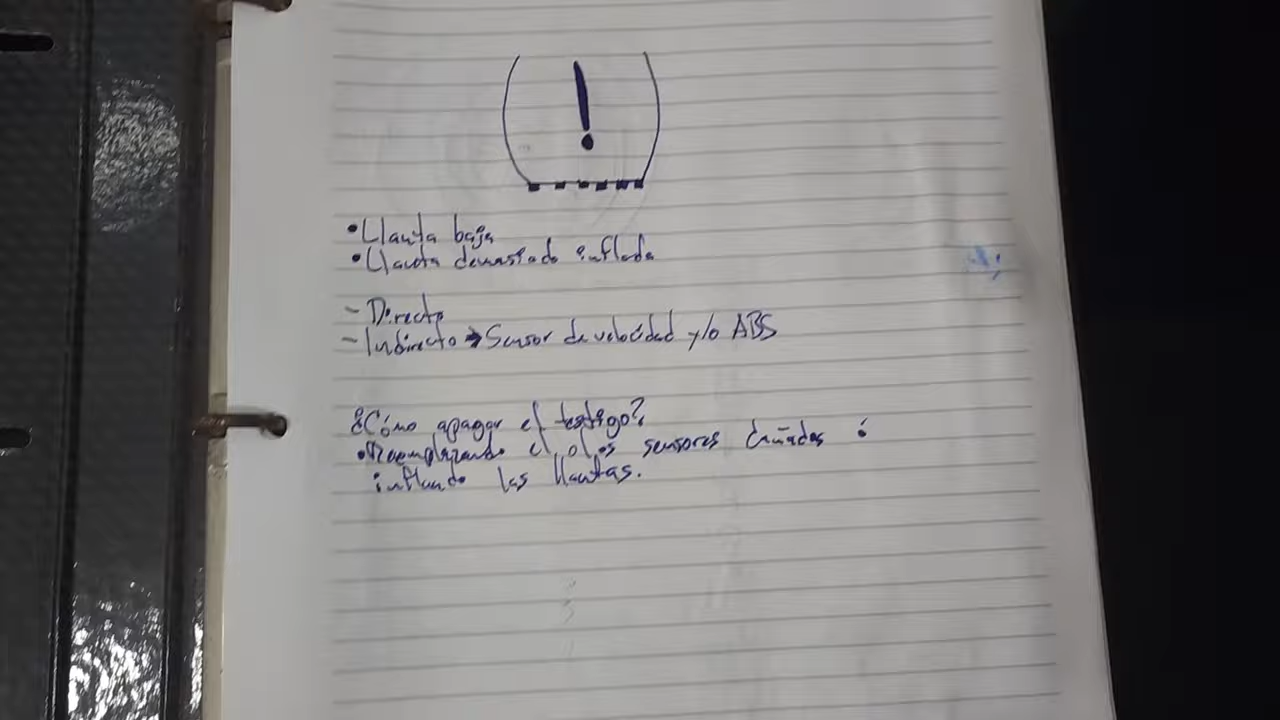 !
•Llanta baja
•Llanta demasiado inflada
- Directo
- Indirecto → Sensor de velocidad y/o ABS
¿Cómo apagar el testigo?
•Reemplazando el o los sensores dañados ó
inflando las llantas.